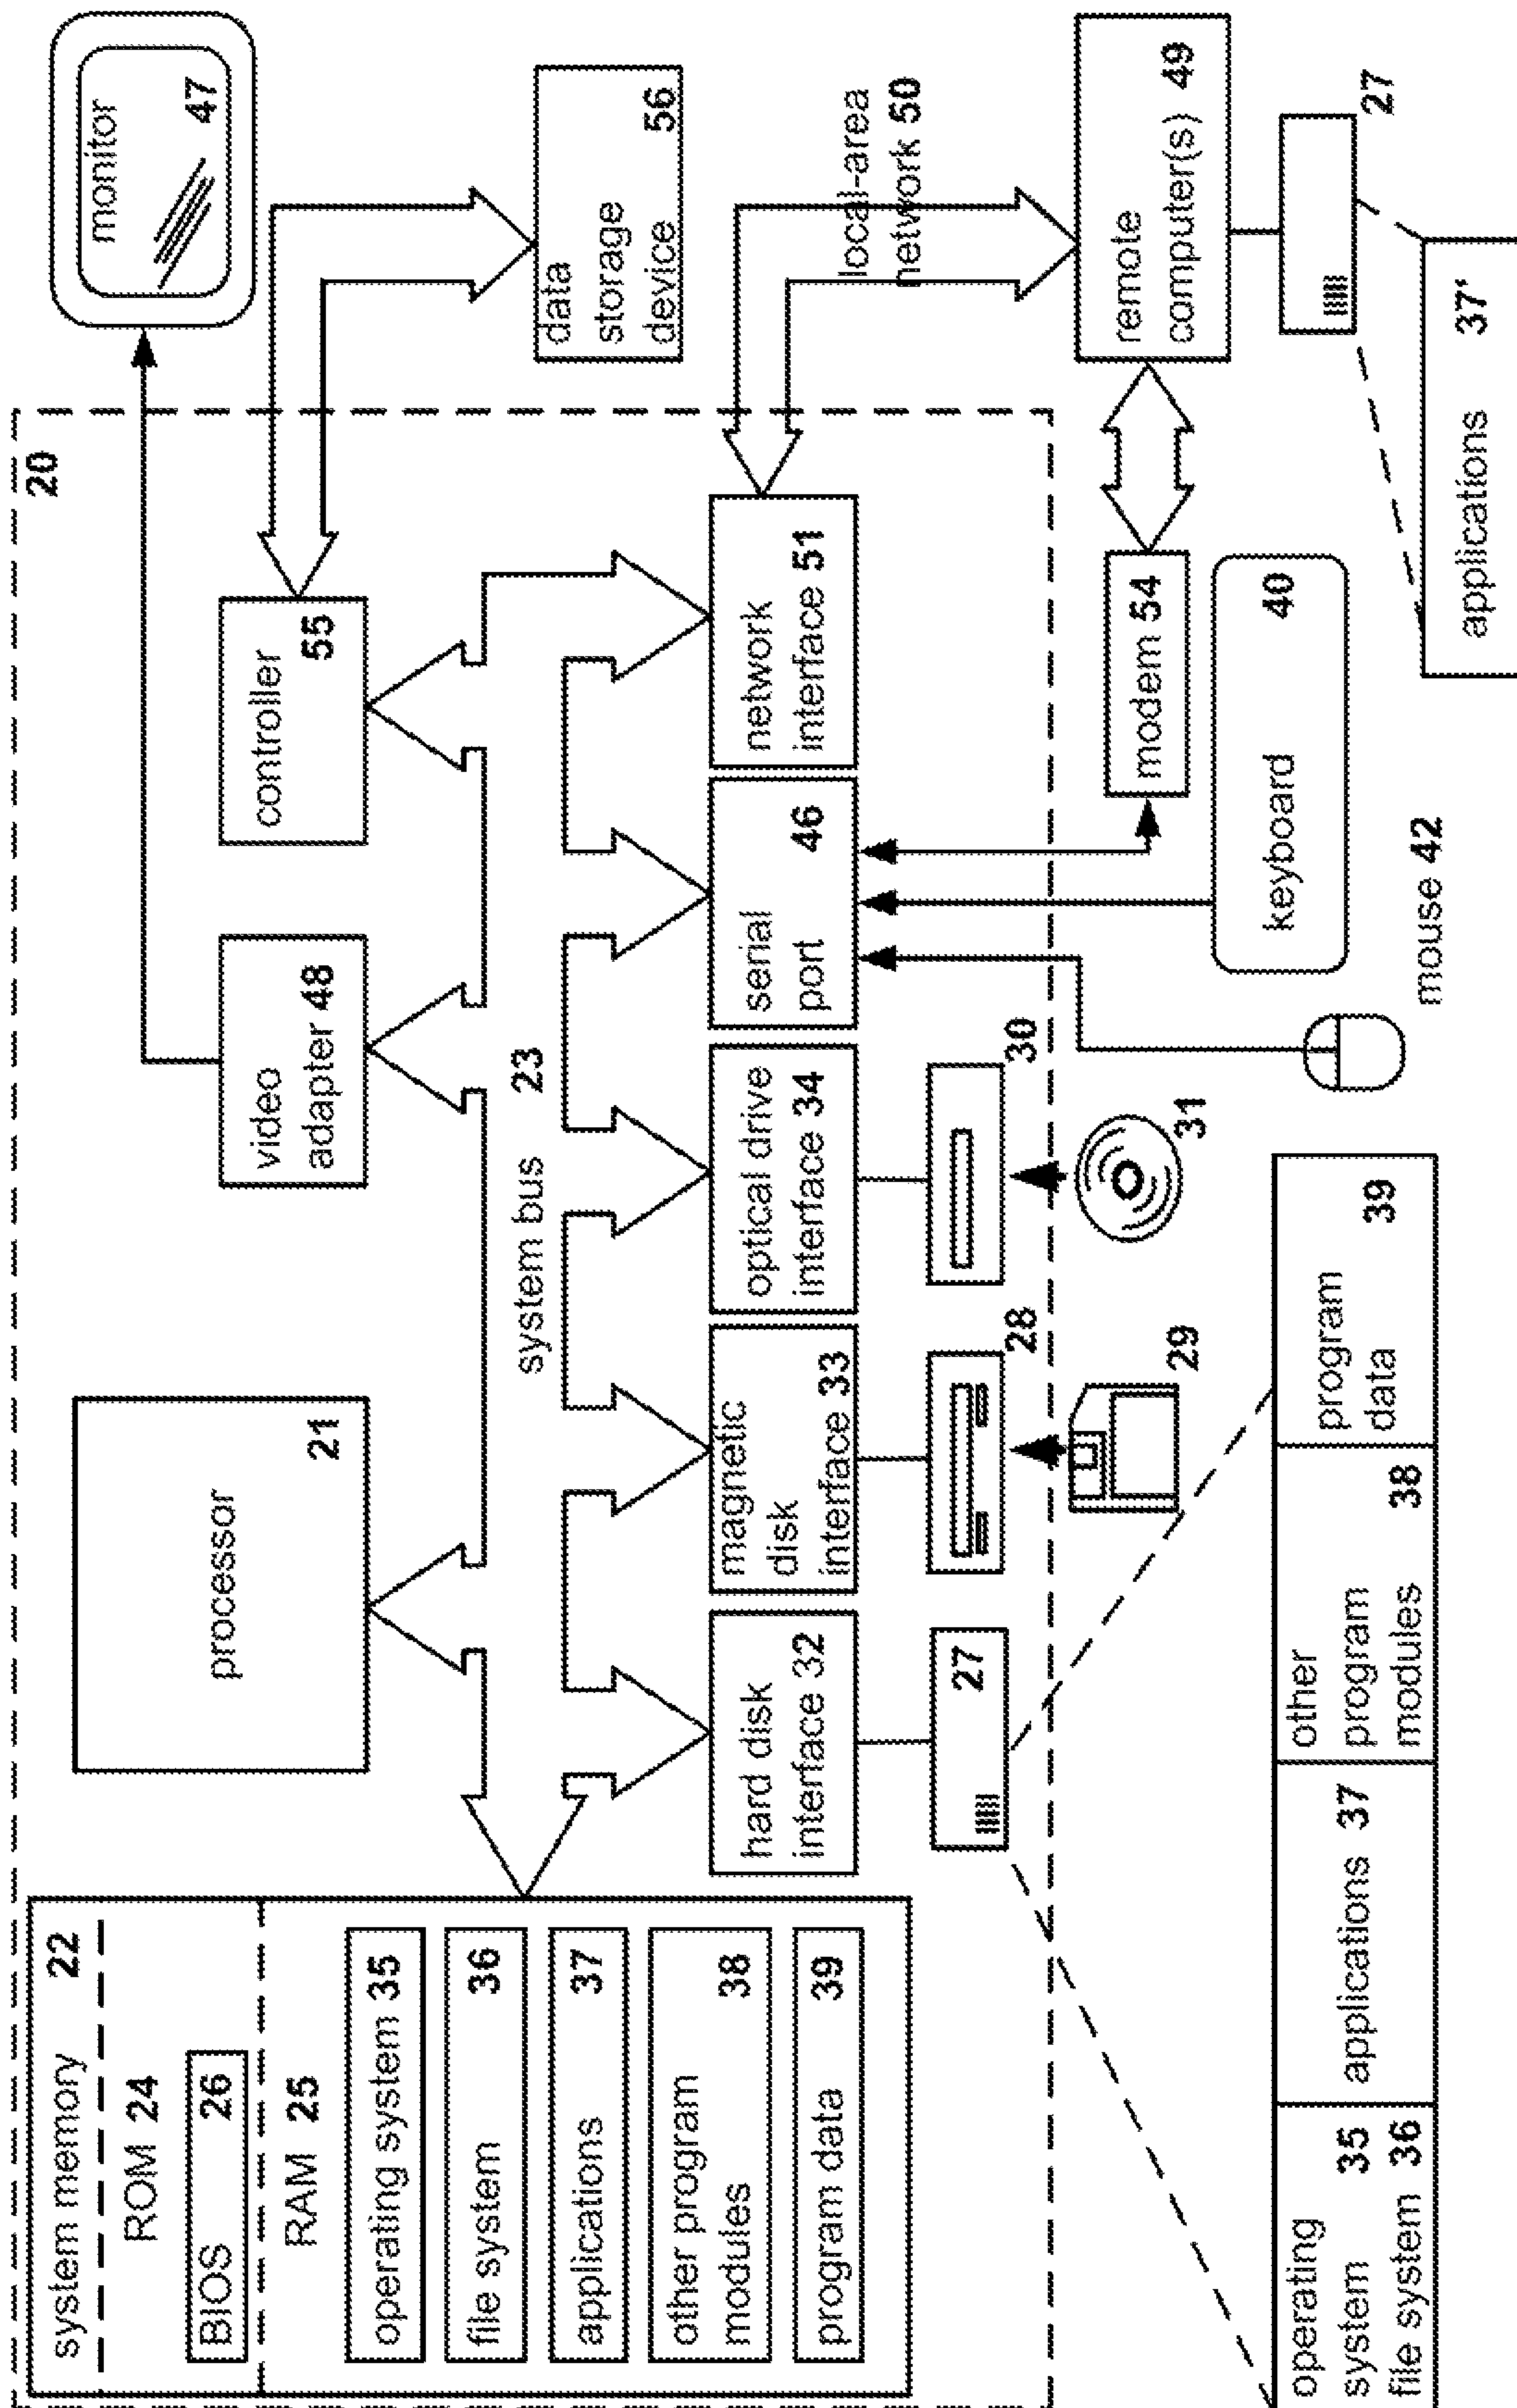 20
system memory 22
ROM 24
BIOS 26
RAM 25
operating system 35
file system 36
applications 37
other program
modules 38
program data 39
processor
21
video
adapter 48
controller
55
monitor
47
system bus 23
data
storage
device 56
hard disk
interface 32
magnetic
disk
interface 33
optical drive
interface 34
serial
port 46
network
interface 51
local-area
network 50
27
28
30
29
31
modem 54
remote
computer(s) 49
keyboard 40
mouse 42
27
operating
system 35
file system 36
applications 37
other
program
modules 38
program
data 39
applications 37'